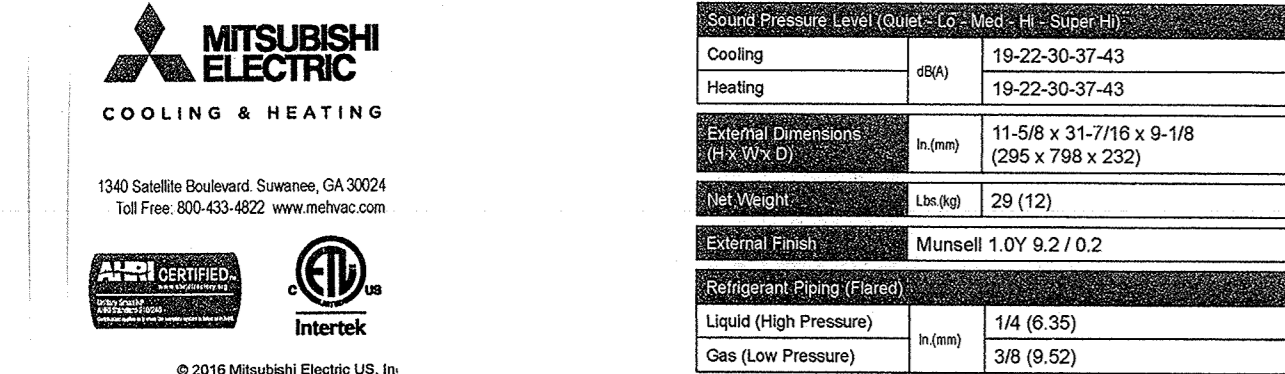 MITSUBISHI
ELECTRIC
COOLING & HEATING
1340 Satellite Boulevard. Suwanee, GA 30024
Toll Free: 800-433-4822 www.mehvac.com
AHRI CERTIFIED™
www.ahridirectory.org
C ETL US
Intertek
© 2016 Mitsubishi Electric US, In
Sound Pressure Level (Quiet - Lo - Med - Hi - Super Hi)
Cooling dB(A) 19-22-30-37-43
Heating 19-22-30-37-43
External Dimensions
(H x W x D) In.(mm) 11-5/8 x 31-7/16 x 9-1/8
(295 x 798 x 232)
Net Weight Lbs.(kg) 29 (12)
External Finish Munsell 1.0Y 9.2 / 0.2
Refrigerant Piping (Flared)
Liquid (High Pressure) In.(mm) 1/4 (6.35)
Gas (Low Pressure) 3/8 (9.52)